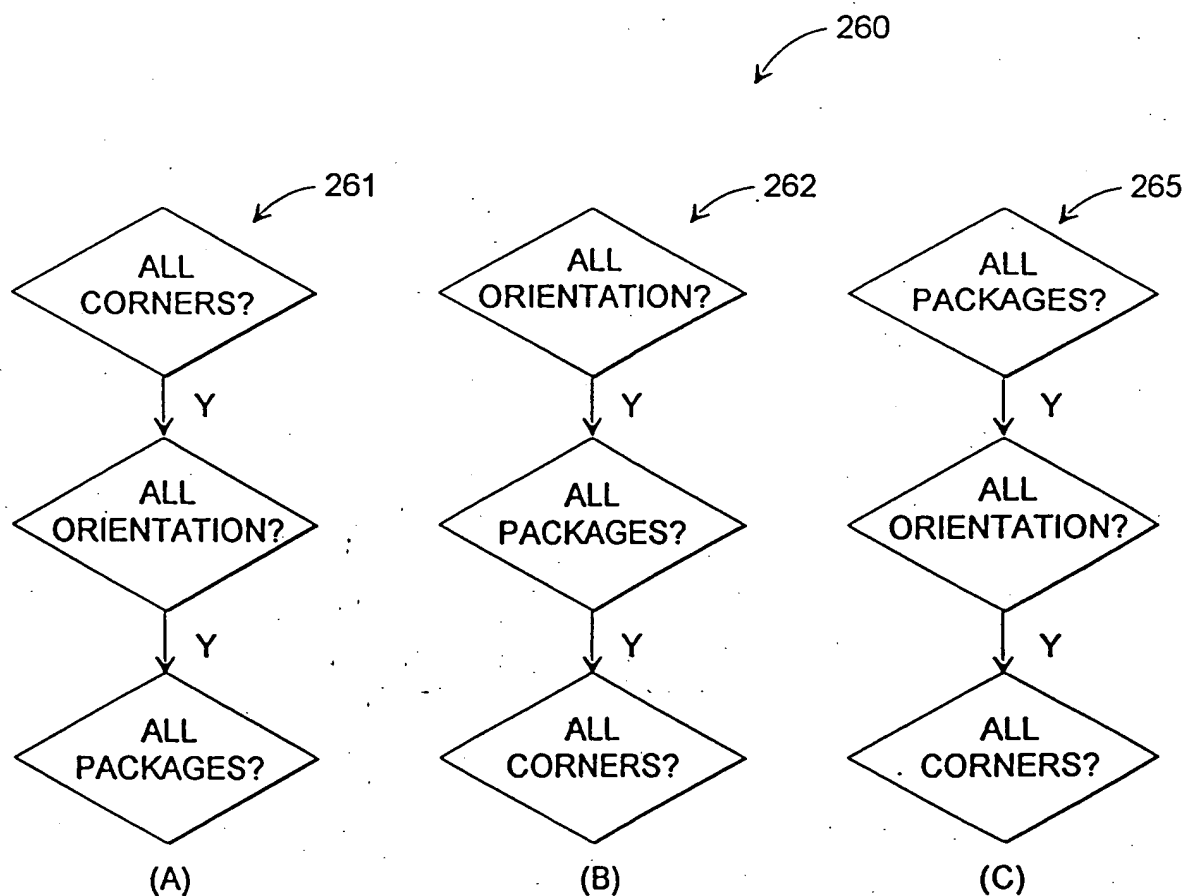 260
261
262
265
ALL
CORNERS?
Y
ALL
ORIENTATION?
Y
ALL
PACKAGES?
(A)
ALL
ORIENTATION?
Y
ALL
PACKAGES?
Y
ALL
CORNERS?
(B)
ALL
PACKAGES?
Y
ALL
ORIENTATION?
Y
ALL
CORNERS?
(C)